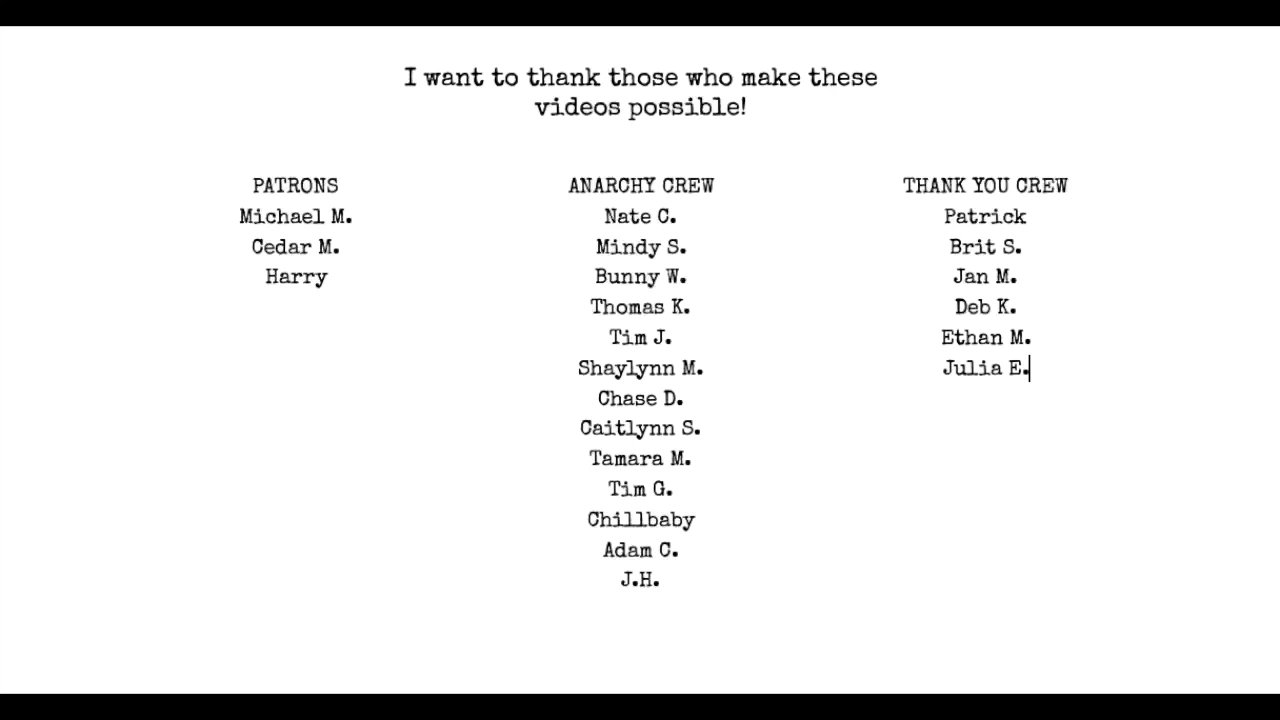 I want to thank those who make these
videos possible!
PATRONS
Michael M.
Cedar M.
Harry
ANARCHY CREW
Nate C.
Mindy S.
Bunny W.
Thomas K.
Tim J.
Shaylynn M.
Chase D.
Caitlynn S.
Tamara M.
Tim G.
Chillbaby
Adam C.
J.H.
THANK YOU CREW
Patrick
Brit S.
Jan M.
Deb K.
Ethan M.
Julia E.